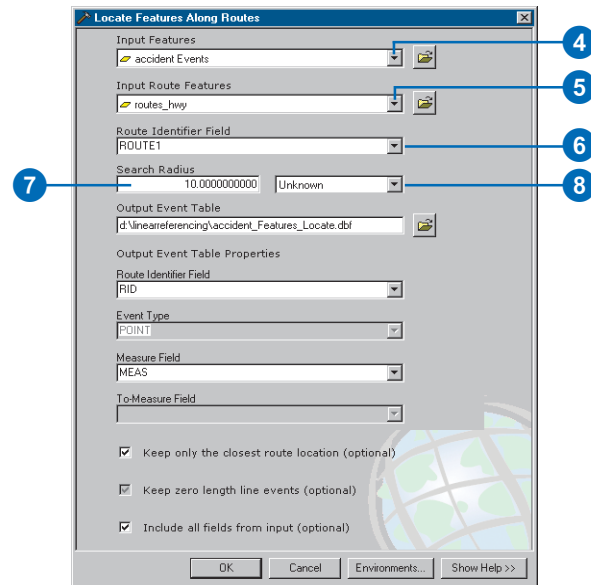 Locate Features Along Routes
Input Features
accident Events
4
Input Route Features
routes_hwy
5
Route Identifier Field
ROUTE1
6
Search Radius
7
10.0000000000
Unknown
8
Output Event Table
d:\linearreferencing\accident_Features_Locate.dbf
Output Event Table Properties
Route Identifier Field
RID
Event Type
POINT
Measure Field
MEAS
To-Measure Field
Keep only the closest route location (optional)
Keep zero length line events (optional)
Include all fields from input (optional)
OK
Cancel
Environments...
Show Help >>